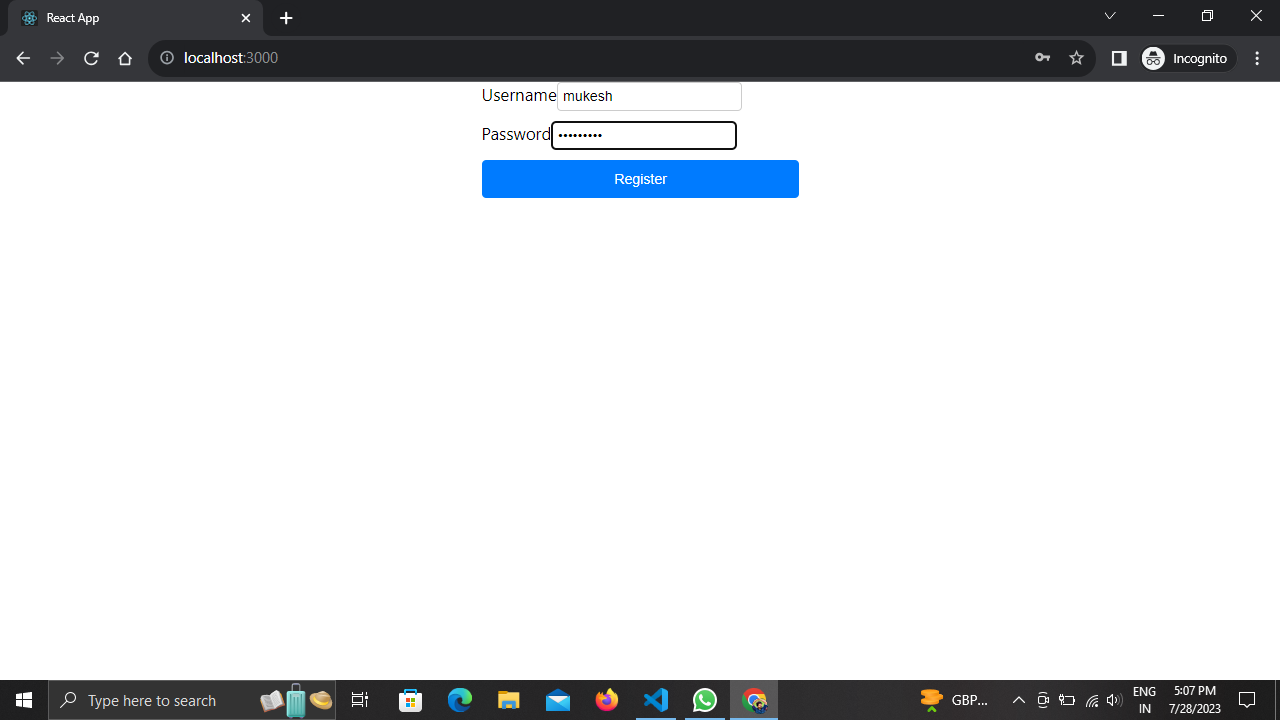 React App
localhost:3000
Incognito
Username mukesh
Password •••••••••
Register
Type here to search
GBP...
ENG
IN
5:07 PM
7/28/2023